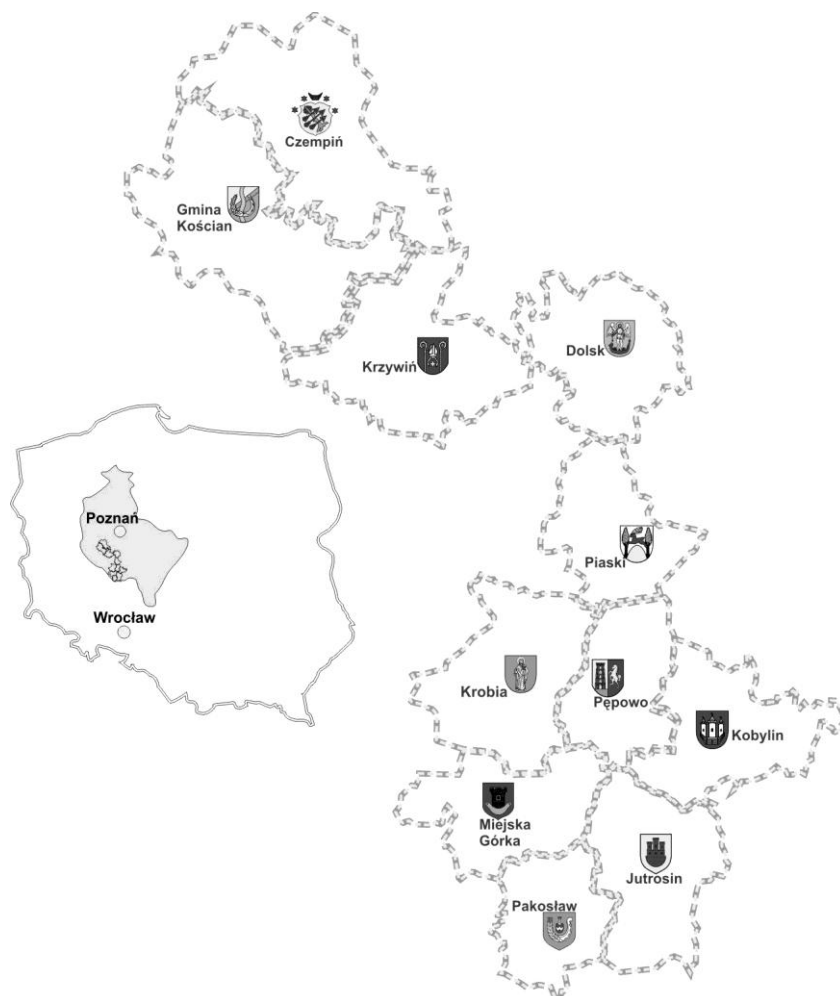 Czempiń
Gmina
Kościan
Krzywiń
Dolsk
Poznań
Piaski
Wrocław
Krobia
Pępowo
Kobylin
Miejska
Górka
Jutrosin
Pakosław